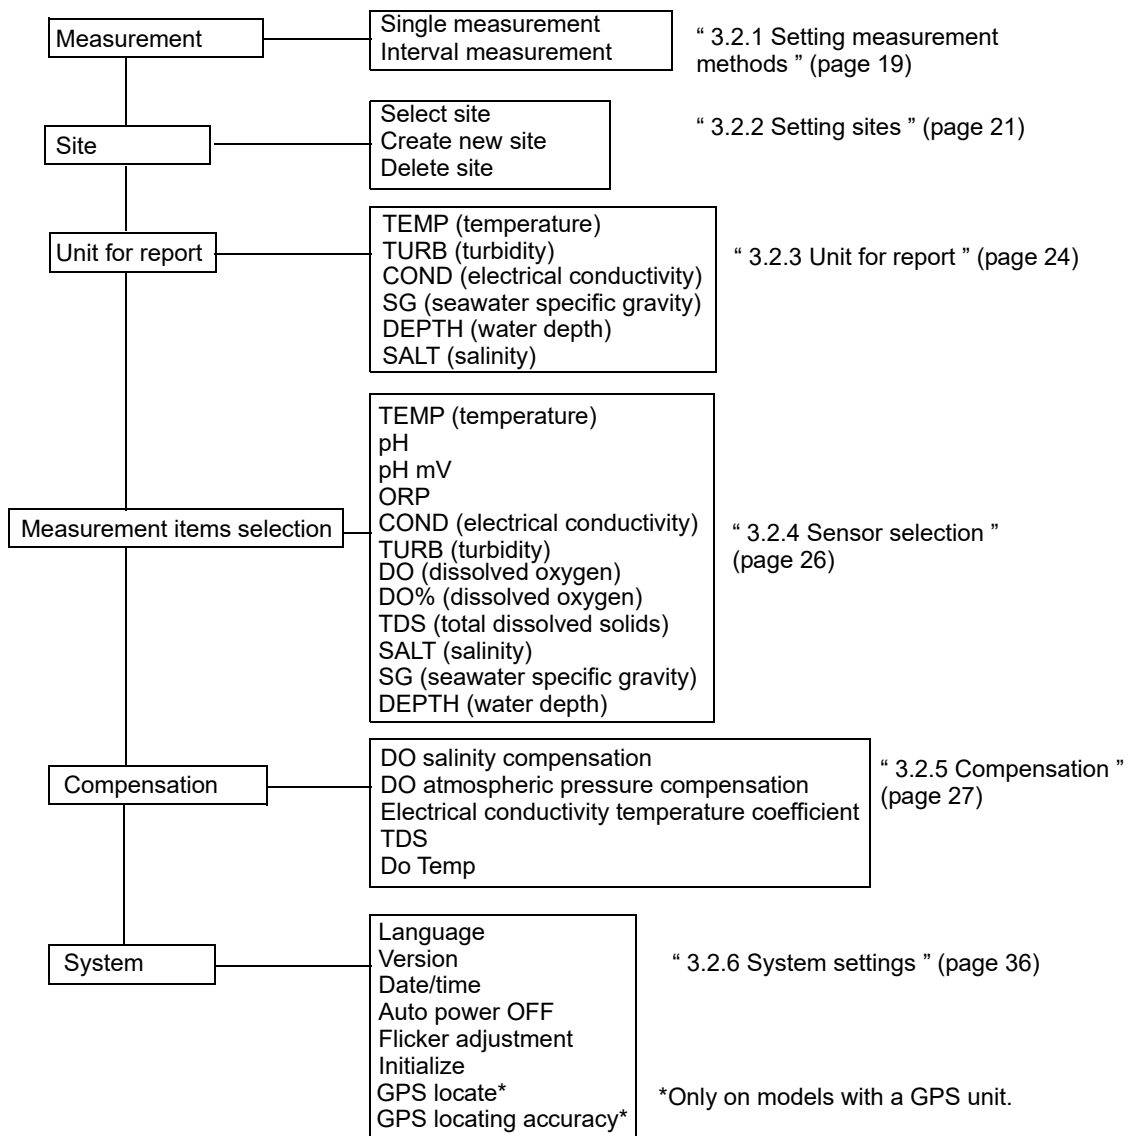 Measurement
Single measurement
Interval measurement
“ 3.2.1 Setting measurement
methods ” (page 19)
Site
Select site
Create new site
Delete site
“ 3.2.2 Setting sites ” (page 21)
Unit for report
TEMP (temperature)
TURB (turbidity)
COND (electrical conductivity)
SG (seawater specific gravity)
DEPTH (water depth)
SALT (salinity)
“ 3.2.3 Unit for report ” (page 24)
Measurement items selection
TEMP (temperature)
pH
pH mV
ORP
COND (electrical conductivity)
TURB (turbidity)
DO (dissolved oxygen)
DO% (dissolved oxygen)
TDS (total dissolved solids)
SALT (salinity)
SG (seawater specific gravity)
DEPTH (water depth)
“ 3.2.4 Sensor selection ”
(page 26)
Compensation
DO salinity compensation
DO atmospheric pressure compensation
Electrical conductivity temperature coefficient
TDS
Do Temp
“ 3.2.5 Compensation ”
(page 27)
System
Language
Version
Date/time
Auto power OFF
Flicker adjustment
Initialize
GPS locate*
GPS locating accuracy*
“ 3.2.6 System settings ” (page 36)
*Only on models with a GPS unit.